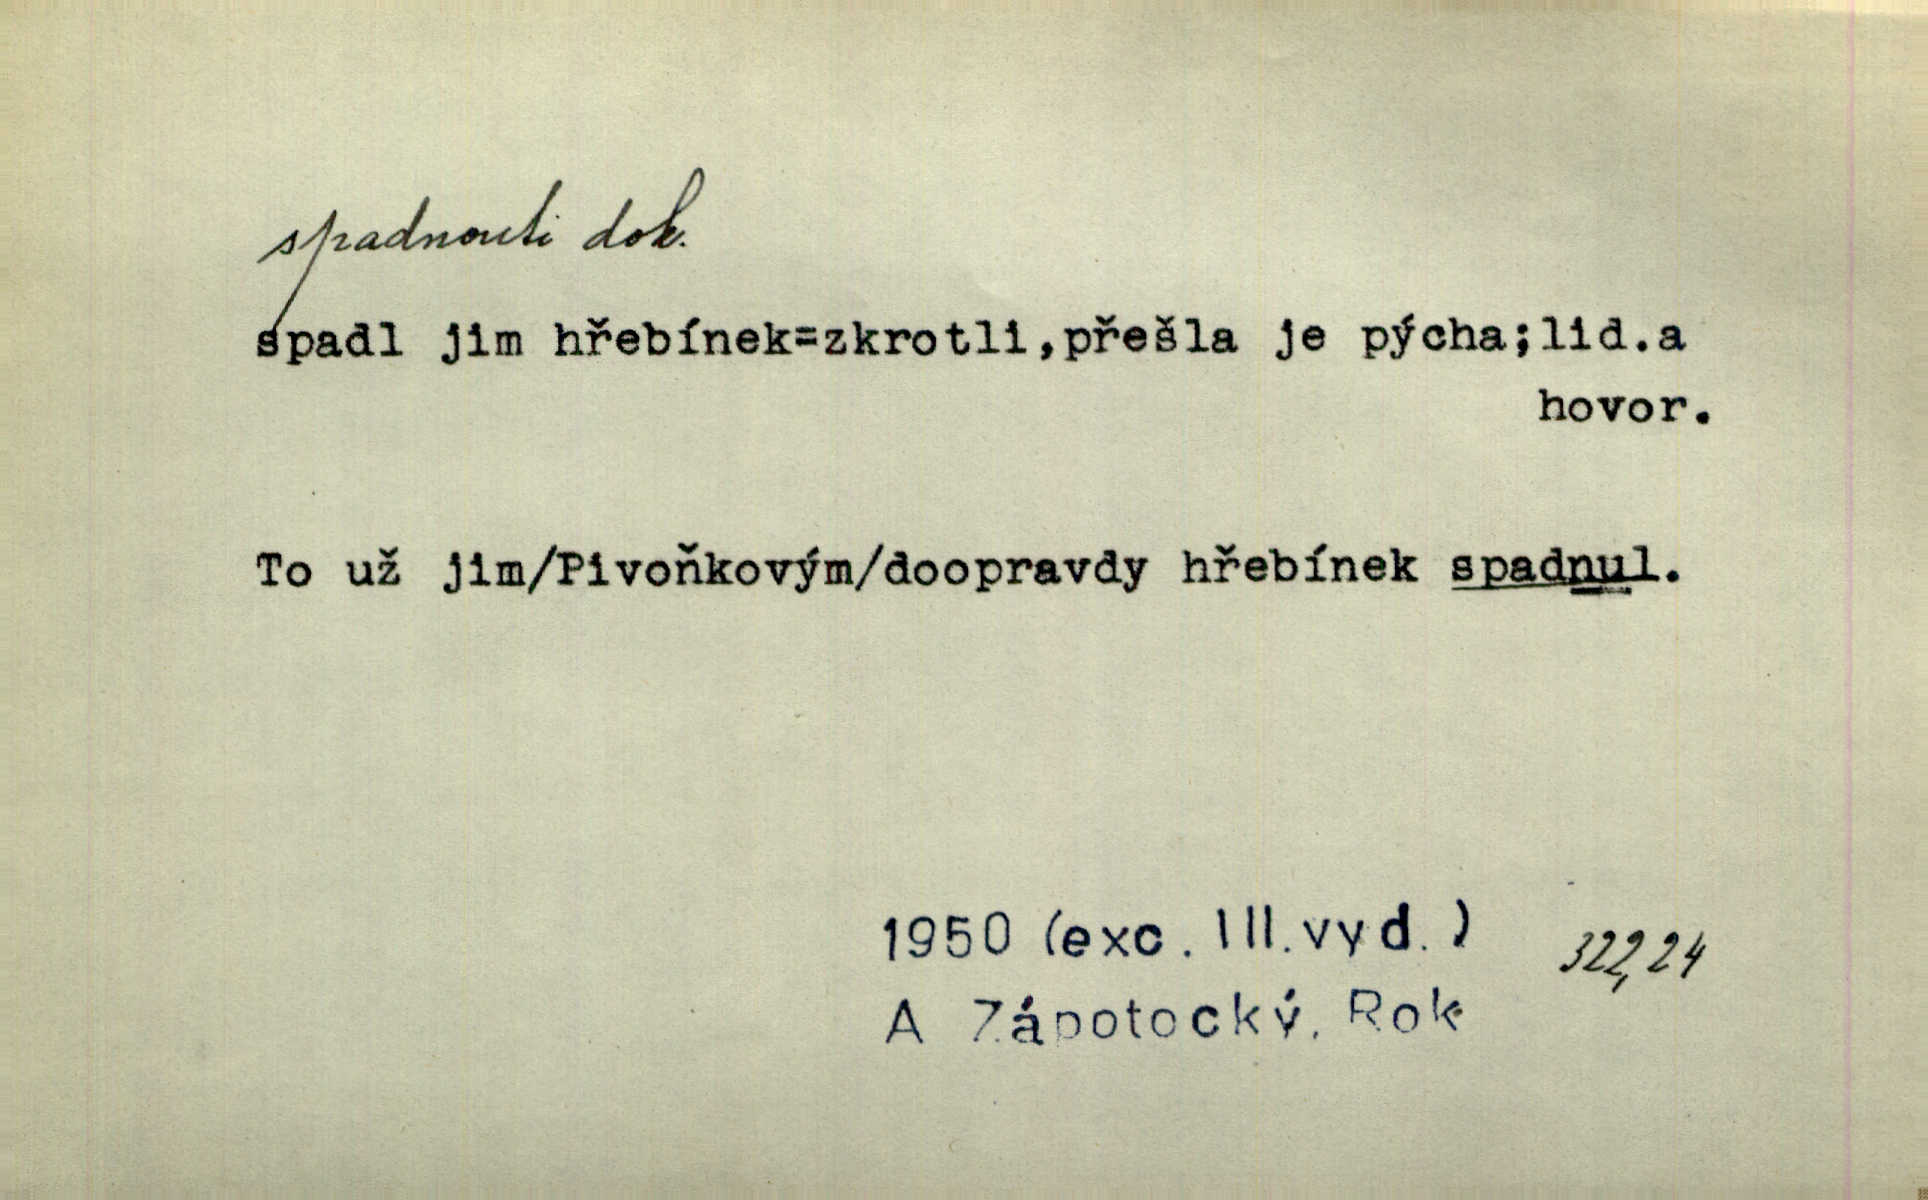 spadnouti dok.
spadl jim hřebínek=zkrotli,přešla je pýcha;lid.a
hovor.
To už jim/Pivoňkovým/doopravdy hřebínek spadnul.
1950 (exc. III.vyd.)
322,24
A Zápotocký, Rok